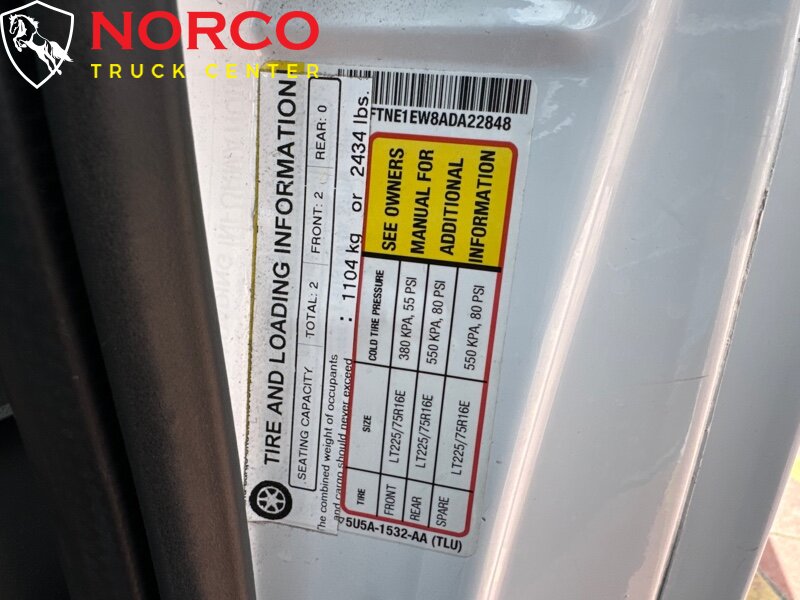 NORCO
TRUCK CENTER
FTNE1EW8ADA22848
TIRE AND LOADING INFORMATION
SEATING CAPACITY TOTAL: 2 FRONT: 2 REAR: 0
The combined weight of occupants
and cargo should never exceed : 1104 kg or 2434 lbs.
TIRE SIZE COLD TIRE PRESSURE
FRONT LT225/75R16E 380 KPA, 55 PSI
REAR LT225/75R16E 550 KPA, 80 PSI
SPARE LT225/75R16E 550 KPA, 80 PSI
SEE OWNERS
MANUAL FOR
ADDITIONAL
INFORMATION
5U5A-1532-AA (TLU)